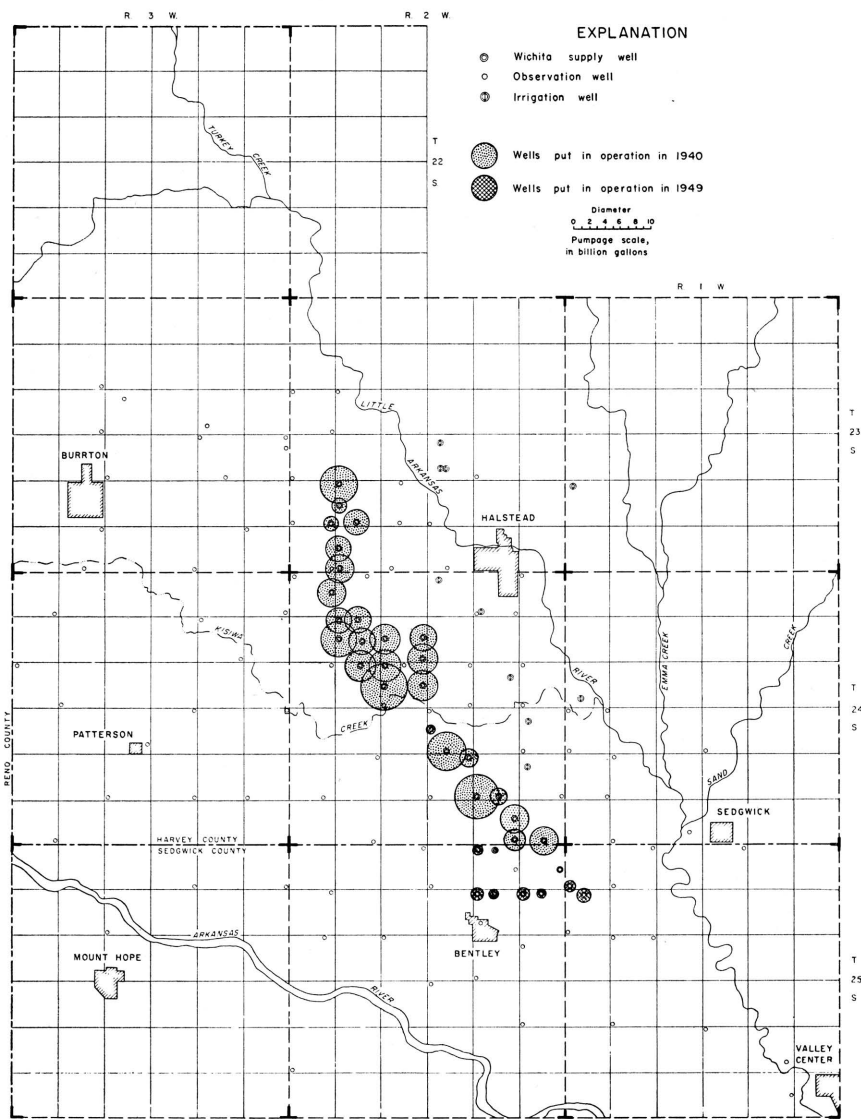 R. 3 W.
R. 2 W.
EXPLANATION
Wichita supply well
Observation well
Irrigation well
Wells put in operation in 1940
Wells put in operation in 1949
Diameter
0 2 4 6 8 10
Pumpage scale,
in billion gallons
T
22
S
TURKEY
CREEK
R I W
T
23
S
LITTLE
ARKANSAS
BURRTON
HALSTEAD
KISIWA
CREEK
RIVER
EMMA CREEK
CREEK
SAND
T
24
S
RENO COUNTY
PATTERSON
SEDGWICK
HARVEY COUNTY
SEDGWICK COUNTY
ARKANSAS
RIVER
MOUNT HOPE
BENTLEY
T
25
S
VALLEY
CENTER